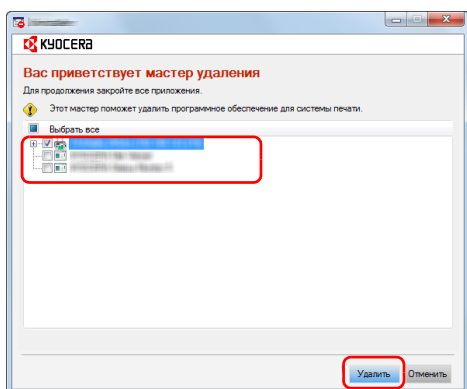 KYOCERA
Вас приветствует мастер удаления
Для продолжения закройте все приложения.
Этот мастер поможет удалить программное обеспечение для системы печати.
Выбрать все
Удалить Отменить